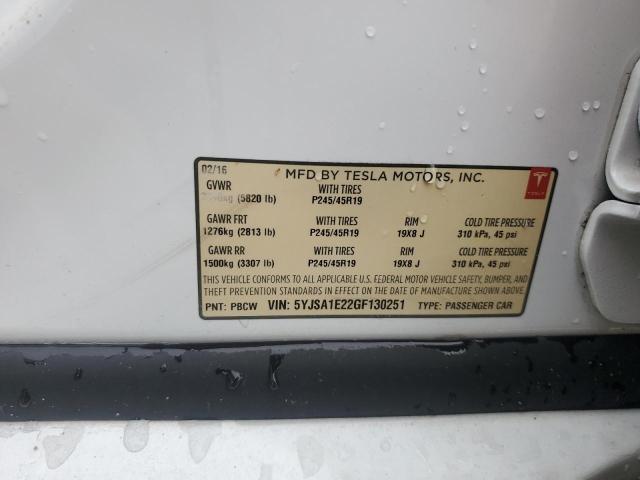 02/16 MFD BY TESLA MOTORS, INC.
GVWR WITH TIRES
(5820 lb) P245/45R19
GAWR FRT WITH TIRES RIM COLD TIRE PRESSURE
1276kg (2813 lb) P245/45R19 19X8 J 310 kPa, 45 psi
GAWR RR WITH TIRES RIM COLD TIRE PRESSURE
1500kg (3307 lb) P245/45R19 19X8 J 310 kPa, 45 psi
THIS VEHICLE CONFORMS TO ALL APPLICABLE U.S. FEDERAL MOTOR VEHICLE SAFETY, BUMPER, AND
THEFT PREVENTION STANDARDS IN EFFECT ON THE DATE OF MANUFACTURE SHOWN ABOVE.
PNT: PBCW VIN: 5YJSA1E22GF130251 TYPE: PASSENGER CAR
TESLA